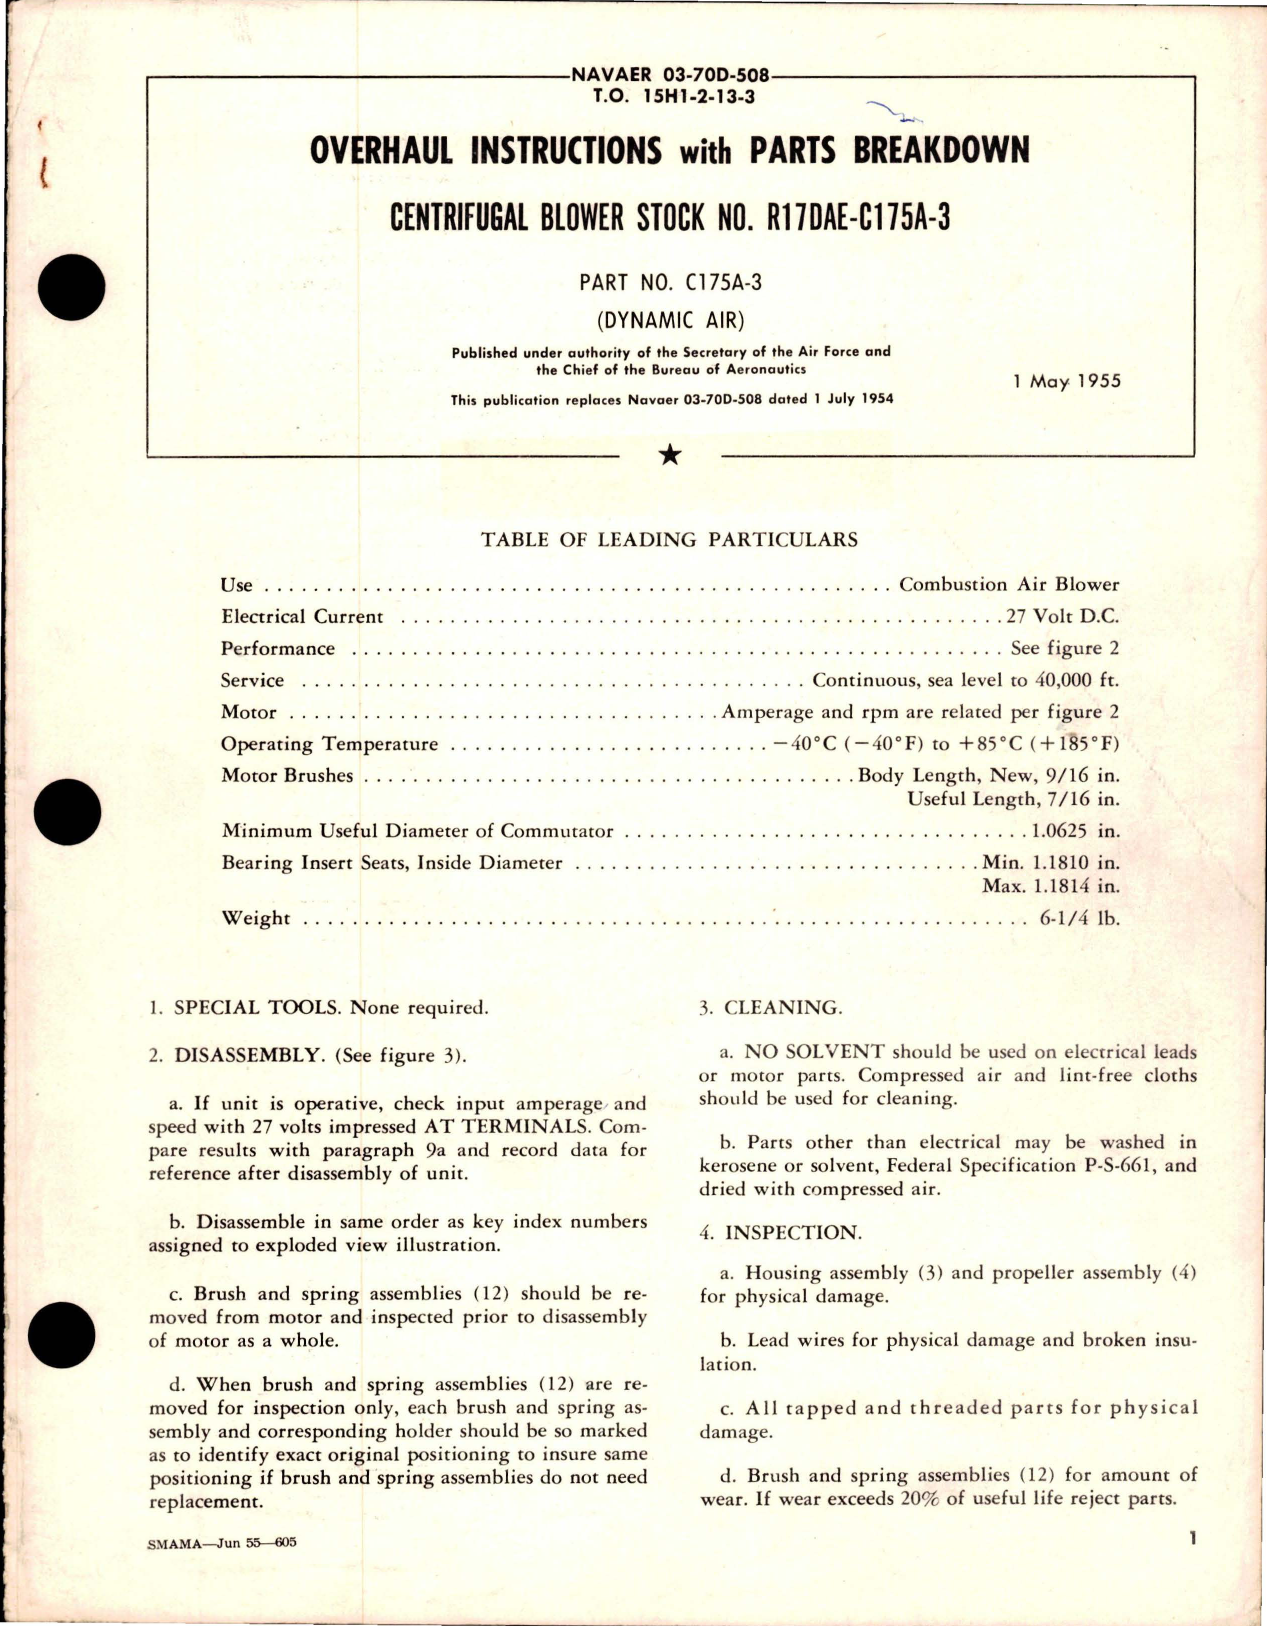 NAVAER 03-70D-508
T.O. 15H1-2-13-3
OVERHAUL INSTRUCTIONS with PARTS BREAKDOWN
CENTRIFUGAL BLOWER STOCK NO. R17DAE-C175A-3
PART NO. C175A-3
(DYNAMIC AIR)
Published under authority of the Secretary of the Air Force and
the Chief of the Bureau of Aeronautics
1 May 1955
This publication replaces Navaer 03-70D-508 dated 1 July 1954
TABLE OF LEADING PARTICULARS
Use . . . . . . . . . . . . . . . . . . . . Combustion Air Blower
Electrical Current . . . . . . . . . . . . . . . . . . . . 27 Volt D.C.
Performance . . . . . . . . . . . . . . . . . . . . See figure 2
Service . . . . . . . . . . . . . . . . . . . . Continuous, sea level to 40,000 ft.
Motor . . . . . . . . . . . . . . . . . . . . Amperage and rpm are related per figure 2
Operating Temperature . . . . . . . . . . . . . . . . . . . . −40°C (−40°F) to +85°C (+185°F)
Motor Brushes . . . . . . . . . . . . . . . . . . . . Body Length, New, 9/16 in.
Useful Length, 7/16 in.
Minimum Useful Diameter of Commutator . . . . . . . . . . . . . . . . . . . . 1.0625 in.
Bearing Insert Seats, Inside Diameter . . . . . . . . . . . . . . . . . . . . Min. 1.1810 in.
Max. 1.1814 in.
Weight . . . . . . . . . . . . . . . . . . . . 6-1/4 lb.
1. SPECIAL TOOLS. None required.
2. DISASSEMBLY. (See figure 3).
a. If unit is operative, check input amperage and
speed with 27 volts impressed AT TERMINALS. Com-
pare results with paragraph 9a and record data for
reference after disassembly of unit.
b. Disassemble in same order as key index numbers
assigned to exploded view illustration.
c. Brush and spring assemblies (12) should be re-
moved from motor and inspected prior to disassembly
of motor as a whole.
d. When brush and spring assemblies (12) are re-
moved for inspection only, each brush and spring as-
sembly and corresponding holder should be so marked
as to identify exact original positioning to insure same
positioning if brush and spring assemblies do not need
replacement.
3. CLEANING.
a. NO SOLVENT should be used on electrical leads
or motor parts. Compressed air and lint-free cloths
should be used for cleaning.
b. Parts other than electrical may be washed in
kerosene or solvent, Federal Specification P-S-661, and
dried with compressed air.
4. INSPECTION.
a. Housing assembly (3) and propeller assembly (4)
for physical damage.
b. Lead wires for physical damage and broken insu-
lation.
c. All tapped and threaded parts for physical
damage.
d. Brush and spring assemblies (12) for amount of
wear. If wear exceeds 20% of useful life reject parts.
SMAMA—Jun 55—605
1